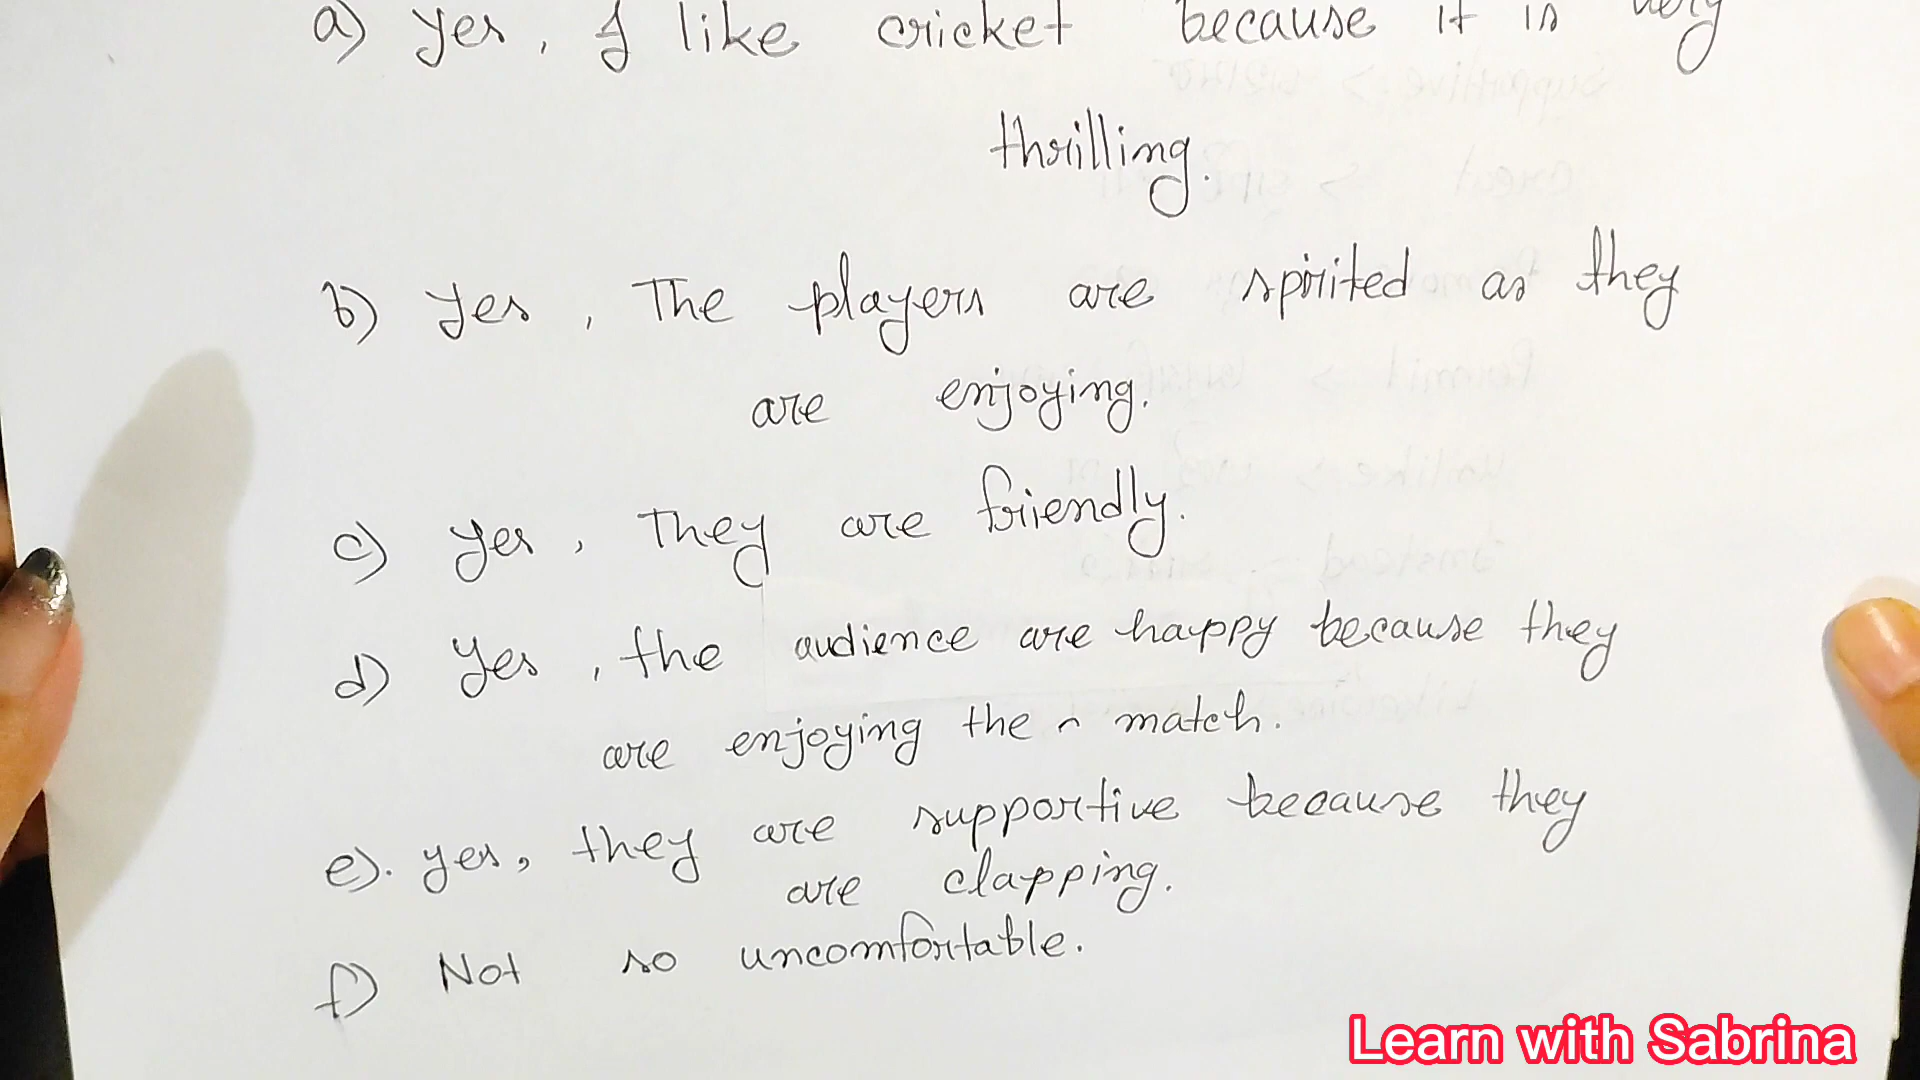 a) yes, I like cricket because it is very
thrilling.
b) Yes, The players are spirited as they
are enjoying.
c) yes, They are friendly.
d) Yes, the audience are happy because they
are enjoying the match.
e). yes, they are supportive because they
are clapping.
f) Not so uncomfortable.
Learn with Sabrina